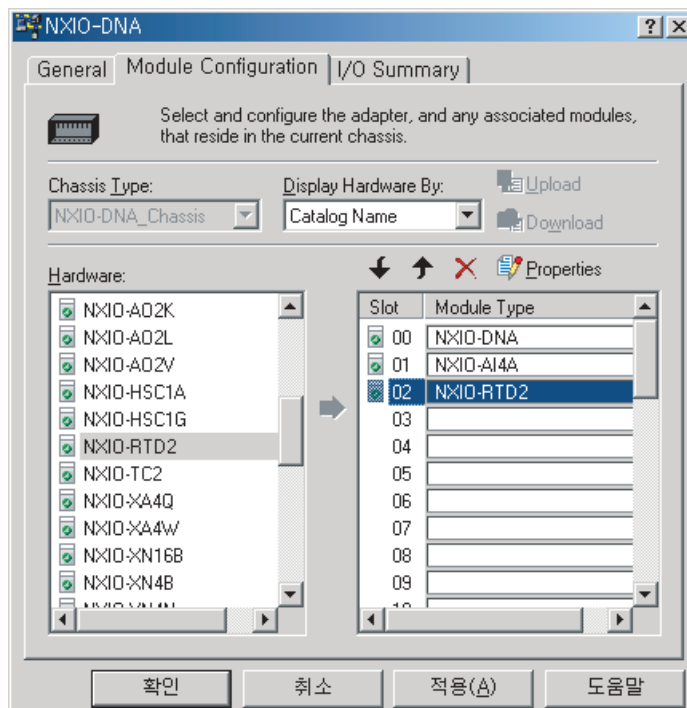 NXIO-DNA
General Module Configuration I/O Summary
Select and configure the adapter, and any associated modules,
that reside in the current chassis.
Chassis Type: Display Hardware By: Upload
NXIO-DNA_Chassis Catalog Name Download
Hardware: Properties
Slot Module Type
NXIO-AO2K 00 NXIO-DNA
NXIO-AO2L 01 NXIO-AI4A
NXIO-AO2V 02 NXIO-RTD2
NXIO-HSC1A 03
NXIO-HSC1G 04
NXIO-RTD2 05
NXIO-TC2 06
NXIO-XA4Q 07
NXIO-XA4W 08
NXIO-XN16B 09
NXIO-XN4B
확인 취소 적용(A) 도움말